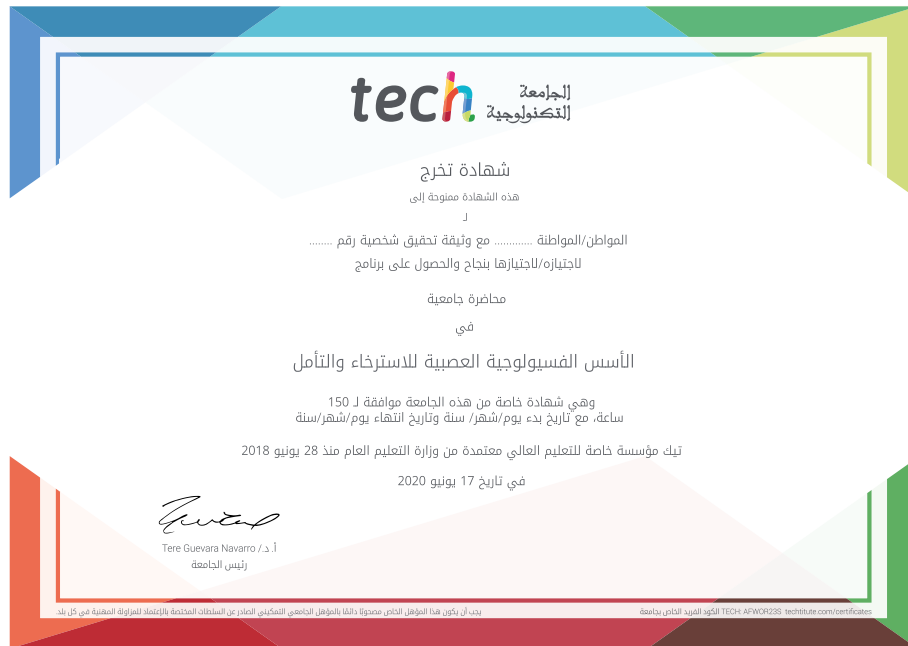 tech الجامعة
التكنولوجية
شهادة تخرج
هذه الشهادة ممنوحة إلى
لـ
المواطن/المواطنة ............ مع وثيقة تحقيق شخصية رقم ........
لاجتيازه/لاجتيازها بنجاح والحصول على برنامج
محاضرة جامعية
في
الأسس الفسيولوجية العصبية للاسترخاء والتأمل
وهي شهادة خاصة من هذه الجامعة موافقة لـ 150
ساعة، مع تاريخ بدء يوم/شهر/ سنة وتاريخ انتهاء يوم/شهر/سنة
تيك مؤسسة خاصة للتعليم العالي معتمدة من وزارة التعليم العام منذ 28 يونيو 2018
في تاريخ 17 يونيو 2020
أ. د./ Tere Guevara Navarro
رئيس الجامعة
يجب أن يكون هذا المؤهل الخاص مصحوبًا دائمًا بالمؤهل الجامعي التمكيني الصادر عن السلطات المختصة بالإعتماد للمزاولة المهنية في كل بلد.
الكود الفريد الخاص بجامعة TECH: AFWOR23S techtitute.com/certificates